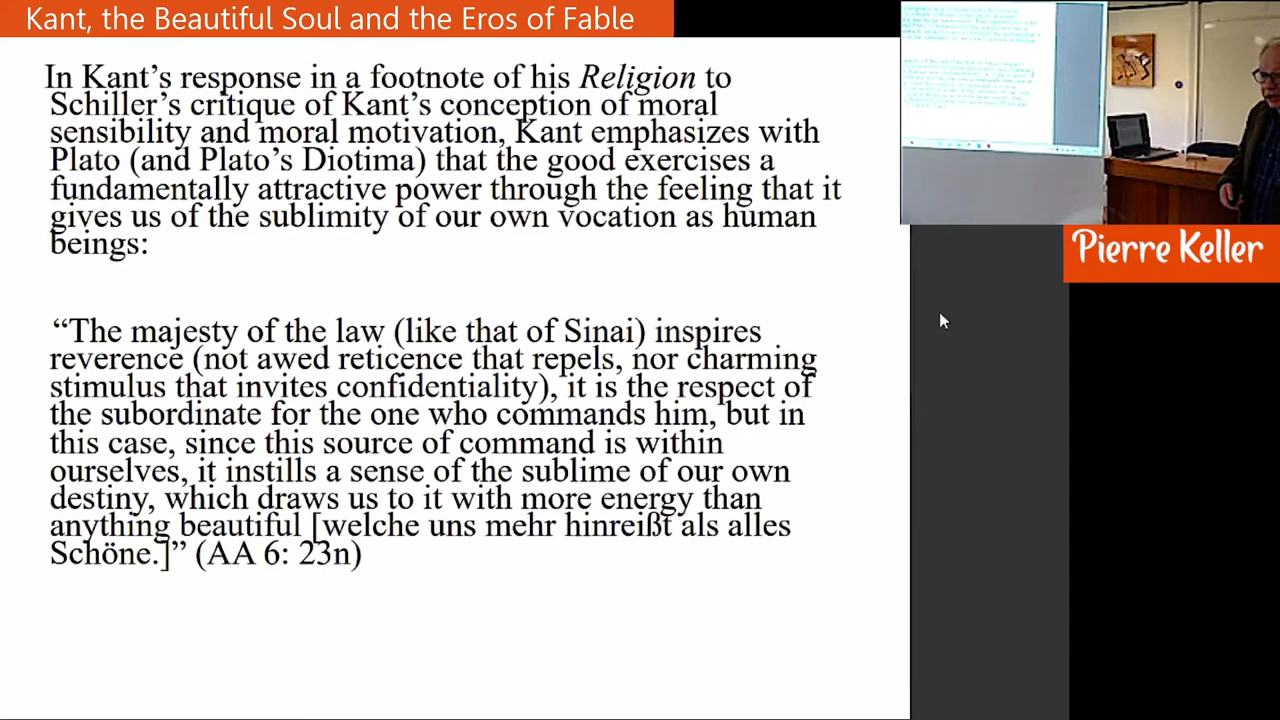 Kant, the Beautiful Soul and the Eros of Fable
In Kant's response in a footnote of his Religion to
Schiller's critique of Kant's conception of moral
sensibility and moral motivation, Kant emphasizes with
Plato (and Plato's Diotima) that the good exercises a
fundamentally attractive power through the feeling that it
gives us of the sublimity of our own vocation as human
beings:
“The majesty of the law (like that of Sinai) inspires
reverence (not awed reticence that repels, nor charming
stimulus that invites confidentiality), it is the respect of
the subordinate for the one who commands him, but in
this case, since this source of command is within
ourselves, it instills a sense of the sublime of our own
destiny, which draws us to it with more energy than
anything beautiful [welche uns mehr hinreißt als alles
Schöne.]” (AA 6: 23n)
Pierre Keller